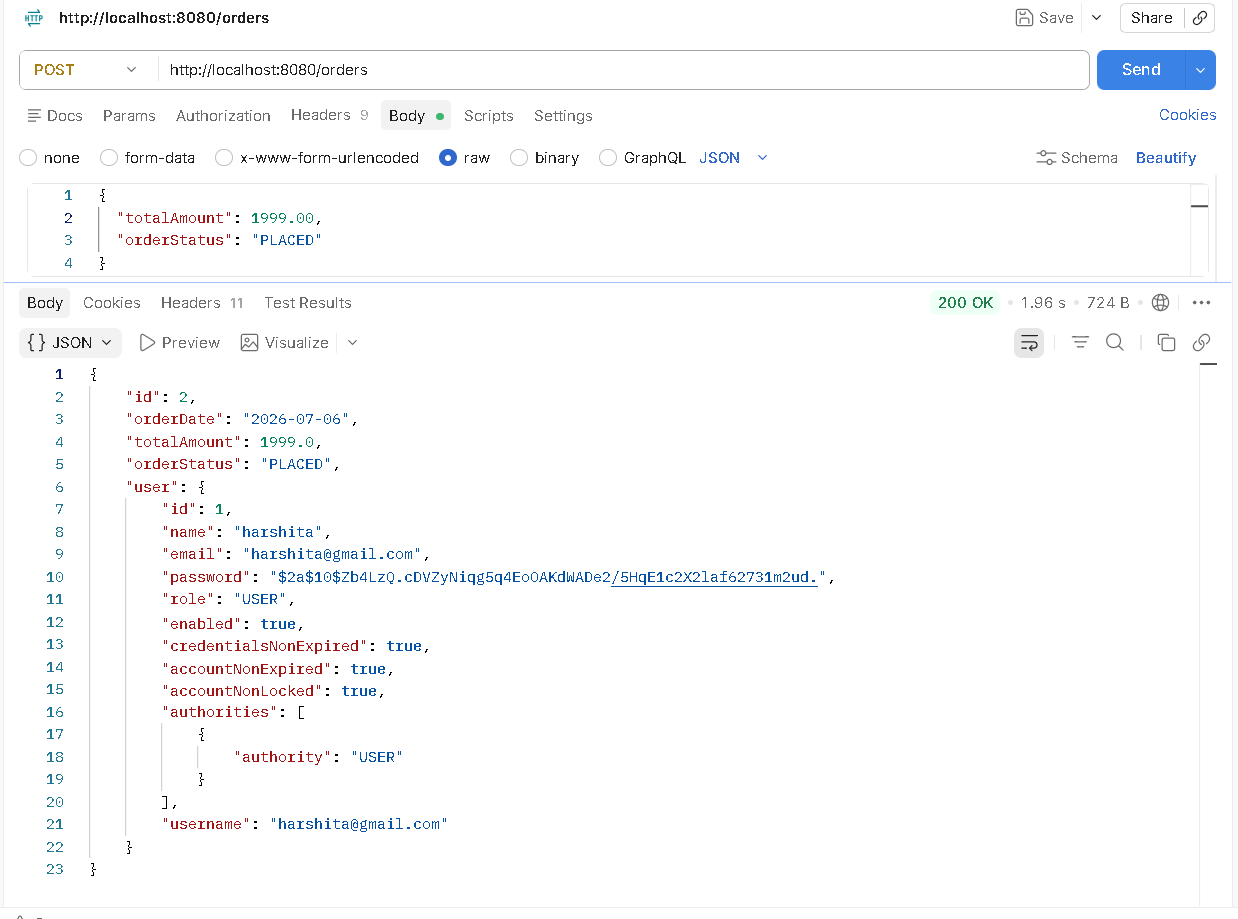 HTTP http://localhost:8080/orders Save Share
POST http://localhost:8080/orders Send
Docs Params Authorization Headers 9 Body Scripts Settings Cookies
none form-data x-www-form-urlencoded raw binary GraphQL JSON Schema Beautify
1 {
2 "totalAmount": 1999.00,
3 "orderStatus": "PLACED"
4 }
Body Cookies Headers 11 Test Results 200 OK • 1.96 s • 724 B •
{} JSON Preview Visualize
1 {
2 "id": 2,
3 "orderDate": "2026-07-06",
4 "totalAmount": 1999.0,
5 "orderStatus": "PLACED",
6 "user": {
7 "id": 1,
8 "name": "harshita",
9 "email": "harshita@gmail.com",
10 "password": "$2a$10$Zb4LzQ.cDVZyNiqg5q4EoOAKdWADe2/5HqE1c2X2laf62731m2ud.",
11 "role": "USER",
12 "enabled": true,
13 "credentialsNonExpired": true,
14 "accountNonExpired": true,
15 "accountNonLocked": true,
16 "authorities": [
17 {
18 "authority": "USER"
19 }
20 ],
21 "username": "harshita@gmail.com"
22 }
23 }